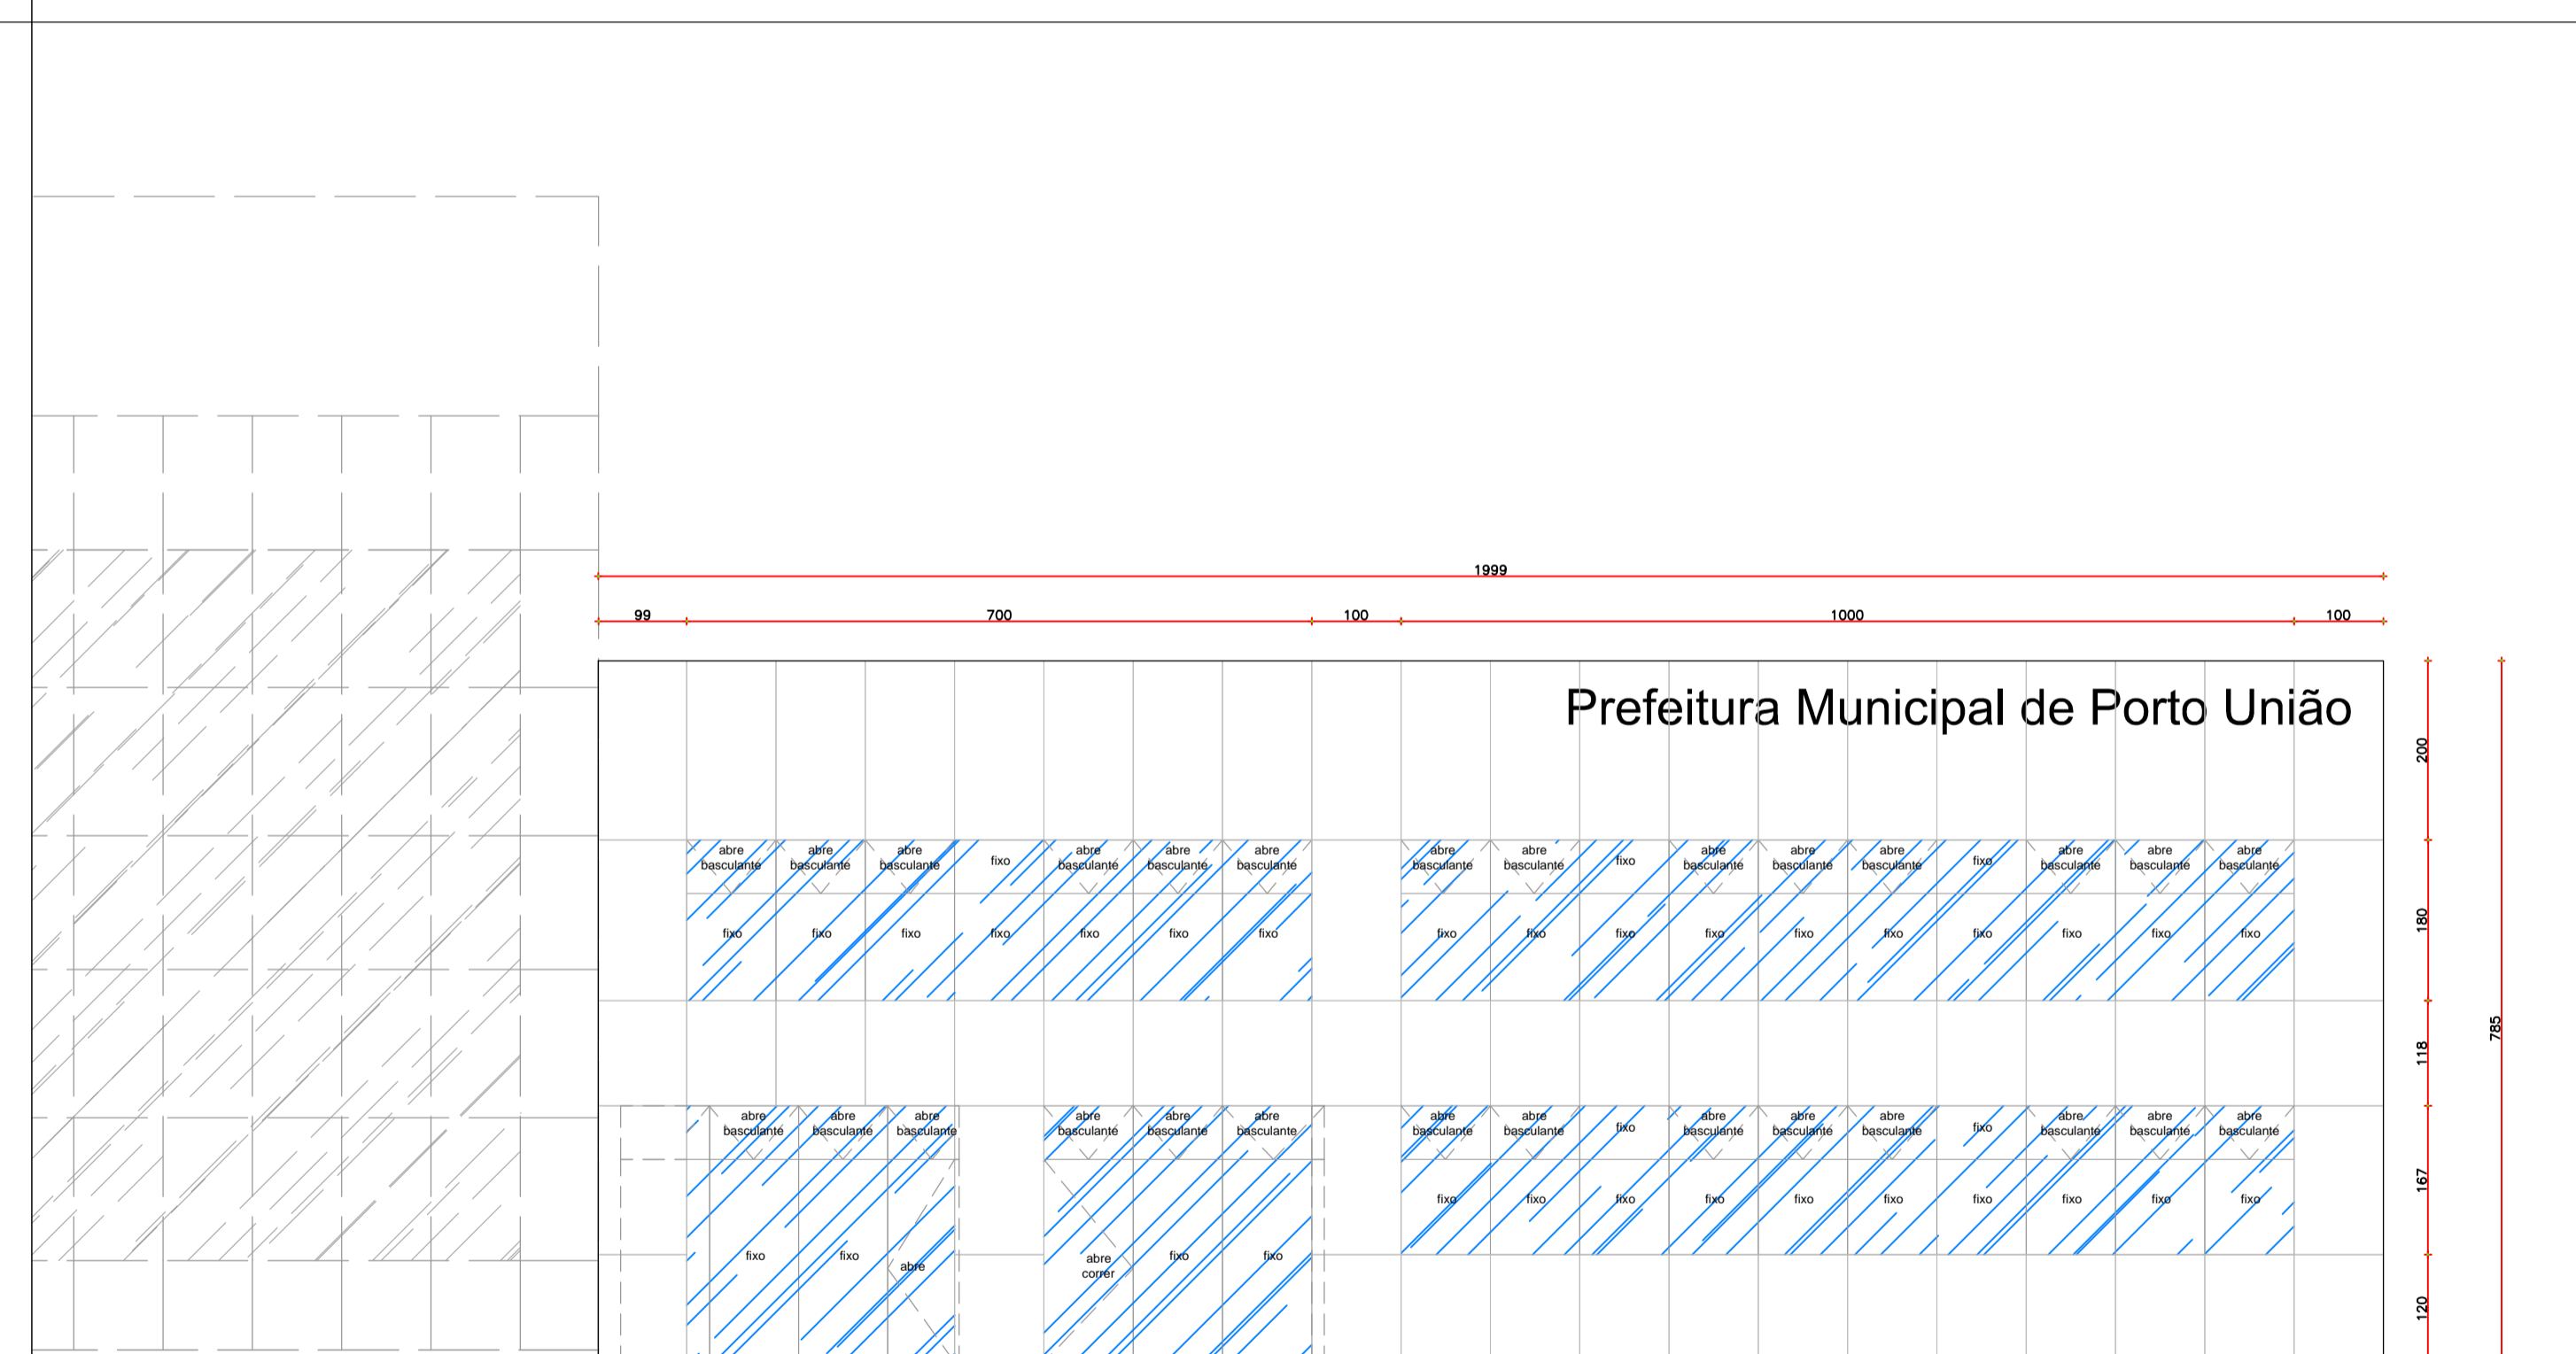 1999
99 700 100 1000 100
Prefeitura Municipal de Porto União
200
abre abre abre abre abre abre abre abre abre abre abre abre abre abre
basculante basculante basculante fixo basculante basculante basculante basculante basculante fixo basculante basculante basculante fixo basculante basculante basculante
180
fixo fixo fixo fixo fixo fixo fixo fixo fixo fixo fixo fixo fixo fixo fixo fixo fixo
785
118
abre abre abre abre abre abre abre abre abre abre abre abre abre abre
basculante basculante basculante basculante basculante basculante basculante basculante fixo basculante basculante basculante fixo basculante basculante basculante
167
fixo fixo fixo fixo fixo fixo fixo fixo fixo fixo
fixo fixo abre abre fixo fixo
correr
120